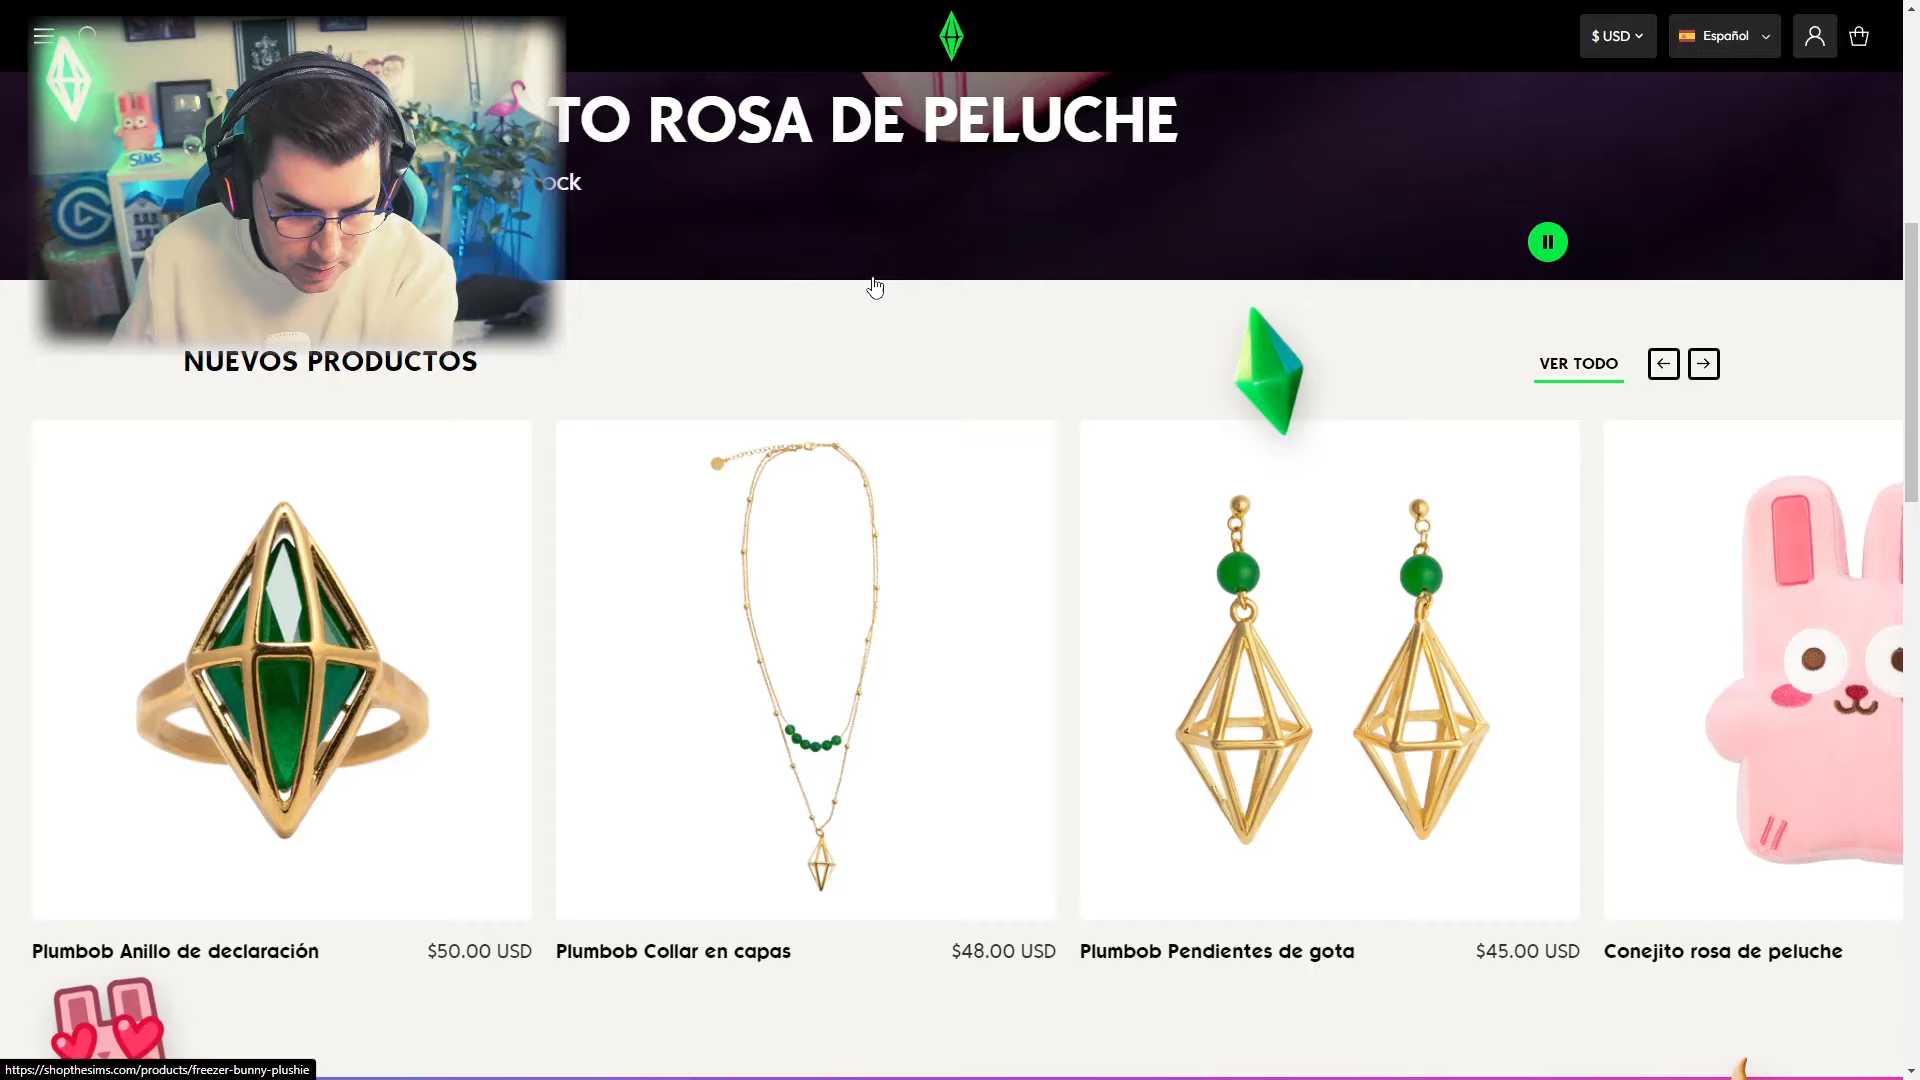 $ USD
Español
TO ROSA DE PELUCHE
ock
SIMS
NUEVOS PRODUCTOS
VER TODO
Plumbob Anillo de declaración $50.00 USD
Plumbob Collar en capas $48.00 USD
Plumbob Pendientes de gota $45.00 USD
Conejito rosa de peluche
https://shopthesims.com/products/freezer-bunny-plushie